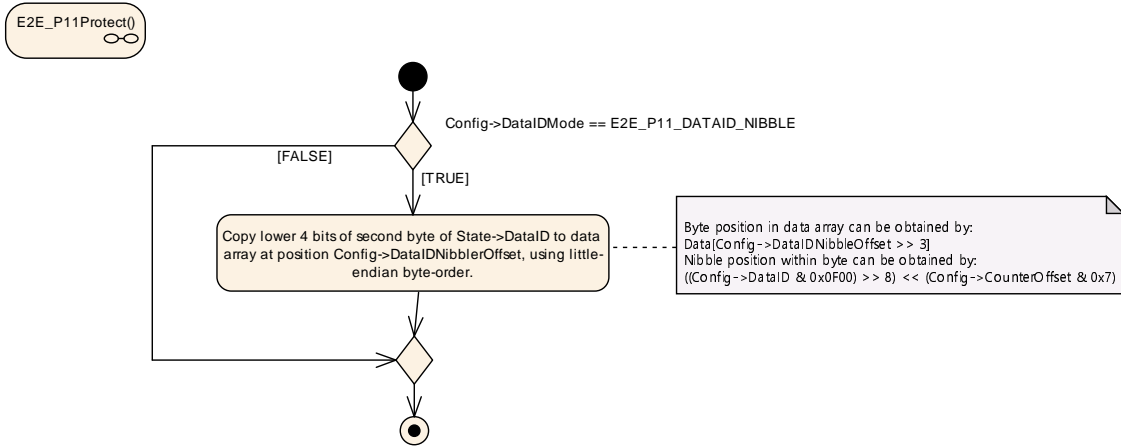 E2E_P11Protect()
Config->DataIDMode == E2E_P11_DATAID_NIBBLE
[FALSE]
[TRUE]
Copy lower 4 bits of second byte of State->DataID to data
array at position Config->DataIDNibblerOffset, using little-
endian byte-order.
Byte position in data array can be obtained by:
Data[Config->DataIDNibbleOffset >> 3]
Nibble position within byte can be obtained by:
((Config->DataID & 0x0F00) >> 8) << (Config->CounterOffset & 0x7)